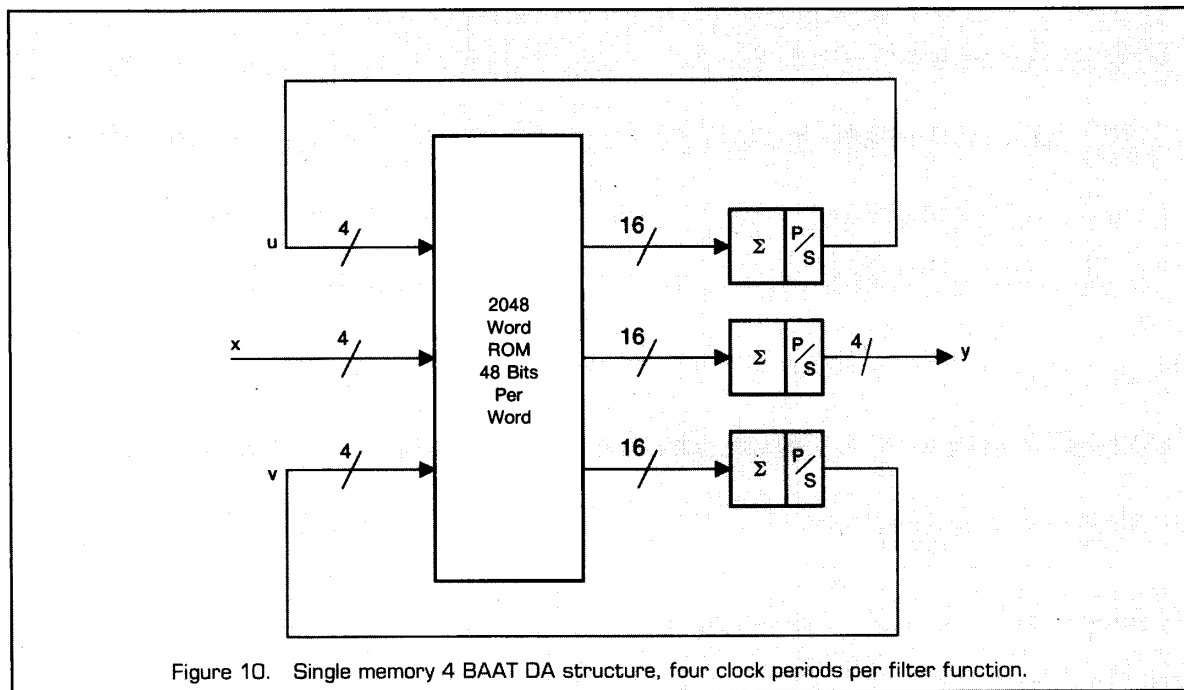 u
4
16
Σ
P/S
x
4
2048
Word
ROM
48 Bits
Per
Word
16
Σ
P/S
4
y
v
4
16
Σ
P/S
Figure 10. Single memory 4 BAAT DA structure, four clock periods per filter function.